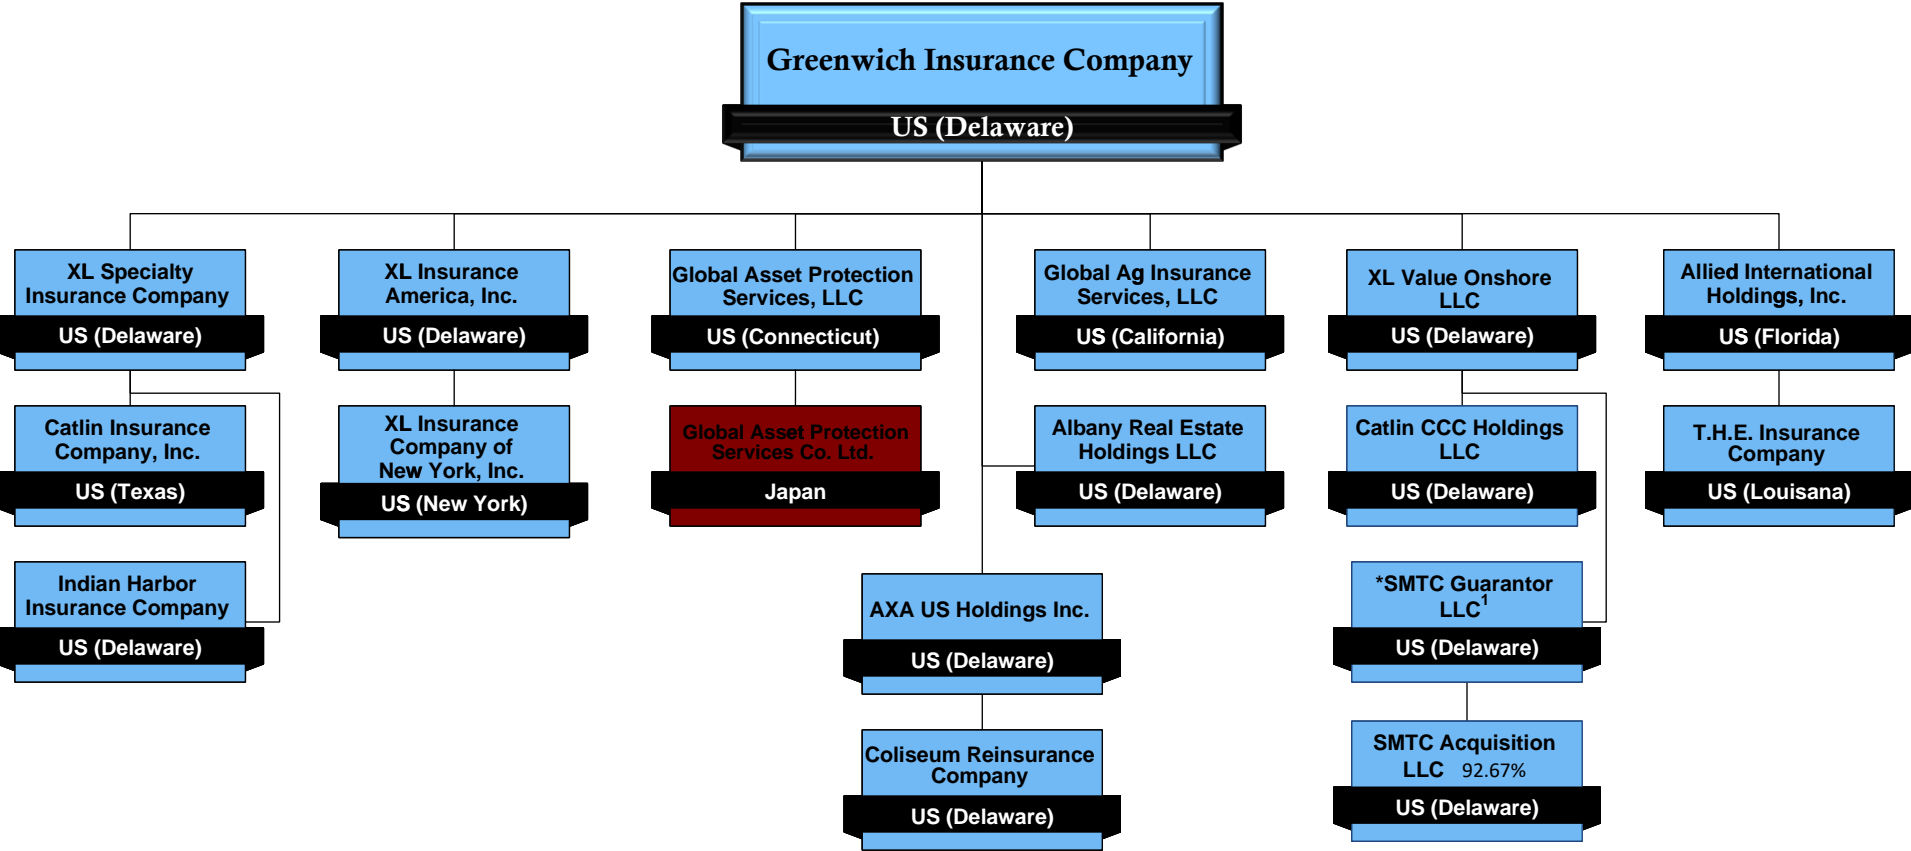 Greenwich Insurance Company
US (Delaware)
XL Specialty
Insurance Company
US (Delaware)
XL Insurance
America, Inc.
US (Delaware)
Global Asset Protection
Services, LLC
US (Connecticut)
Global Ag Insurance
Services, LLC
US (California)
XL Value Onshore
LLC
US (Delaware)
Allied International
Holdings, Inc.
US (Florida)
Catlin Insurance
Company, Inc.
US (Texas)
XL Insurance
Company of
New York, Inc.
US (New York)
Global Asset Protection
Services Co. Ltd.
Japan
Albany Real Estate
Holdings LLC
US (Delaware)
Catlin CCC Holdings
LLC
US (Delaware)
T.H.E. Insurance
Company
US (Louisana)
Indian Harbor
Insurance Company
US (Delaware)
AXA US Holdings Inc.
US (Delaware)
*SMTC Guarantor
LLC¹
US (Delaware)
Coliseum Reinsurance
Company
US (Delaware)
SMTC Acquisition
LLC 92.67%
US (Delaware)